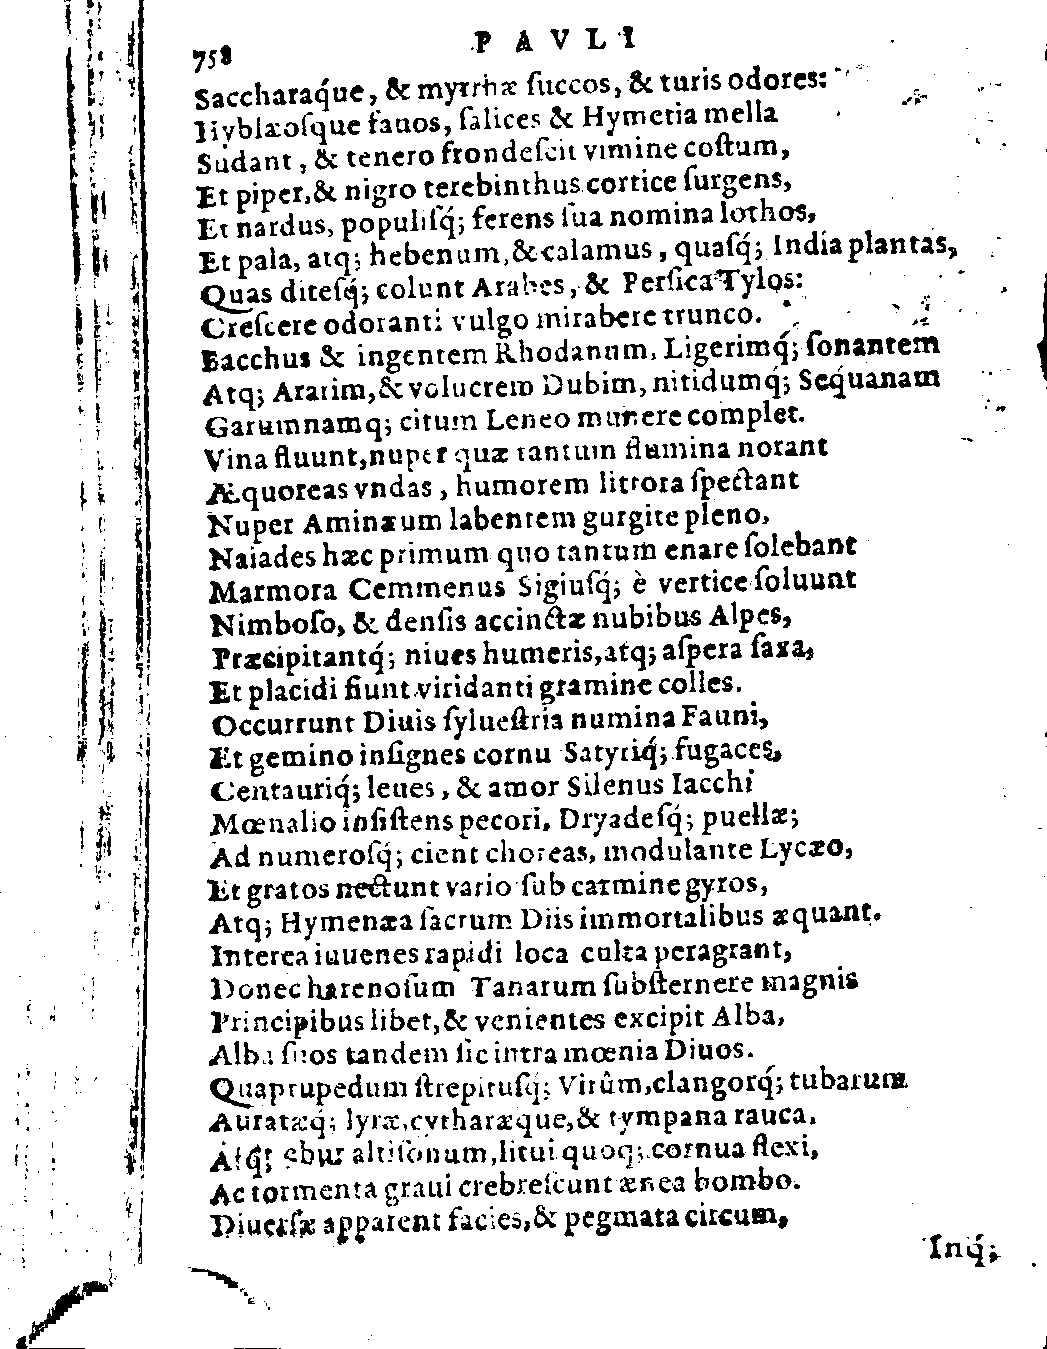 758 PAVLI
Saccharaq́ue, & myrrhæ ſuccos, & turis odores:
Hyblæoſque fauos, ſalices & Hymetia mella
Sudant, & tenero frondeſcit vimine coſtum,
Et piper,& nigro terebinthus cortice ſurgens,
Et nardus, populiſq́; ferens ſua nomina lothos,
Et pala, atq; hebenum,& calamus, quaſq́; India plantas,
Quas diteſq́; colunt Arabes, & Perſica Tylos:
Creſcere odoranti vulgo mirabere trunco.
Bacchus & ingentem Rhodanum, Ligerimq́; ſonantem
Atq; Ararim,& volucrem Dubim, nitidumq́; Seq́uanam
Garumnamq; citum Leneo munere complet.
Vina fluunt,nuper quæ tantum flumina norant
Æquoreas vndas, humorem littora ſpectant
Nuper Aminæum labentem gurgite pleno,
Naiades hæc primum quo tantum enare ſolebant
Marmora Cemmenus Sigiuſq́; è vertice ſoluunt
Nimboſo, & denſis accinctæ nubibus Alpes,
Præcipitantq́; niues humeris,atq; aſpera ſaxa,
Et placidi fiunt viridanti gramine colles.
Occurrunt Diuis ſylueſtria numina Fauni,
Et gemino inſignes cornu Satyriq́; fugaces,
Centauriq́; leues, & amor Silenus Iacchi
Mœnalio inſiſtens pecori, Dryadeſq́; puellæ;
Ad numeroſq́; cient choreas, modulante Lycæo,
Et gratos nectunt vario ſub carmine gyros,
Atq; Hymenæa ſacrum Diis immortalibus æquant.
Interea iuuenes rapidi loca culta peragrant,
Donec harenoſum Tanarum ſubſternere magnis
Principibus libet,& venientes excipit Alba,
Alba ſuos tandem ſic intra mœnia Diuos.
Quaprupedum ſtrepituſq́; Virûm,clangorq́; tubarum
Aurataeq́; lyræ,cytharæque,& tympana rauca,
Atq́; ebur altiſonum,litui quoq; cornua flexi,
Ac tormenta graui crebreſcunt ænea bombo.
Diuerſæ apparent facies,& pegmata circum,
Inq́;